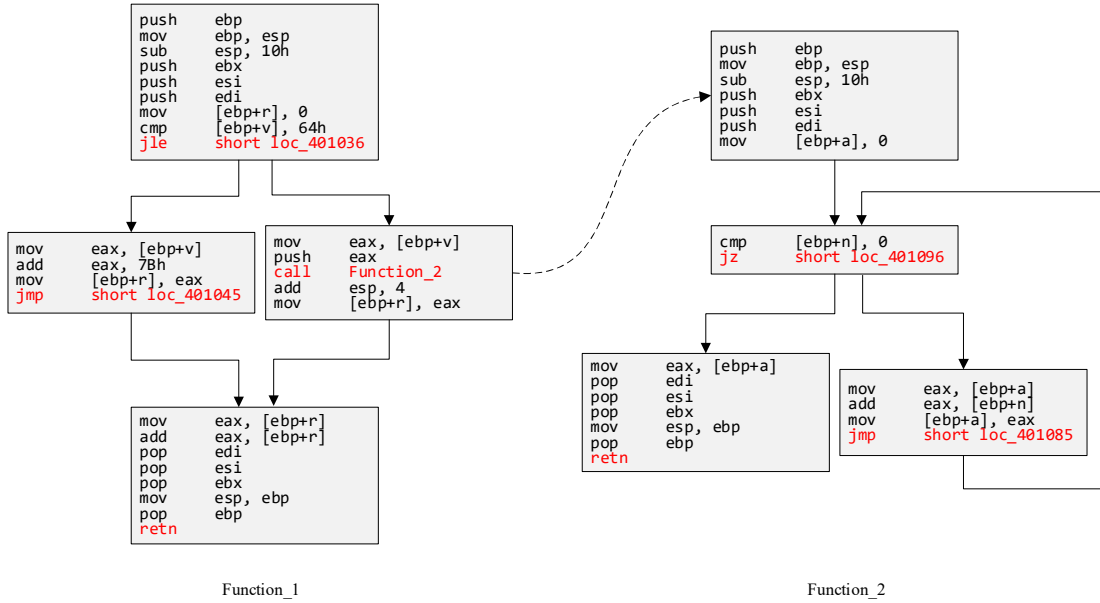 push ebp
mov ebp, esp
sub esp, 10h
push ebx
push esi
push edi
mov [ebp+r], 0
cmp [ebp+v], 64h
jle short loc_401036
mov eax, [ebp+v]
add eax, 7Bh
mov [ebp+r], eax
jmp short loc_401045
mov eax, [ebp+v]
push eax
call Function_2
add esp, 4
mov [ebp+r], eax
mov eax, [ebp+r]
add eax, [ebp+r]
pop edi
pop esi
pop ebx
mov esp, ebp
pop ebp
retn
Function_1
push ebp
mov ebp, esp
sub esp, 10h
push ebx
push esi
push edi
mov [ebp+a], 0
cmp [ebp+n], 0
jz short loc_401096
mov eax, [ebp+a]
pop edi
pop esi
pop ebx
mov esp, ebp
pop ebp
retn
mov eax, [ebp+a]
add eax, [ebp+n]
mov [ebp+a], eax
jmp short loc_401085
Function_2